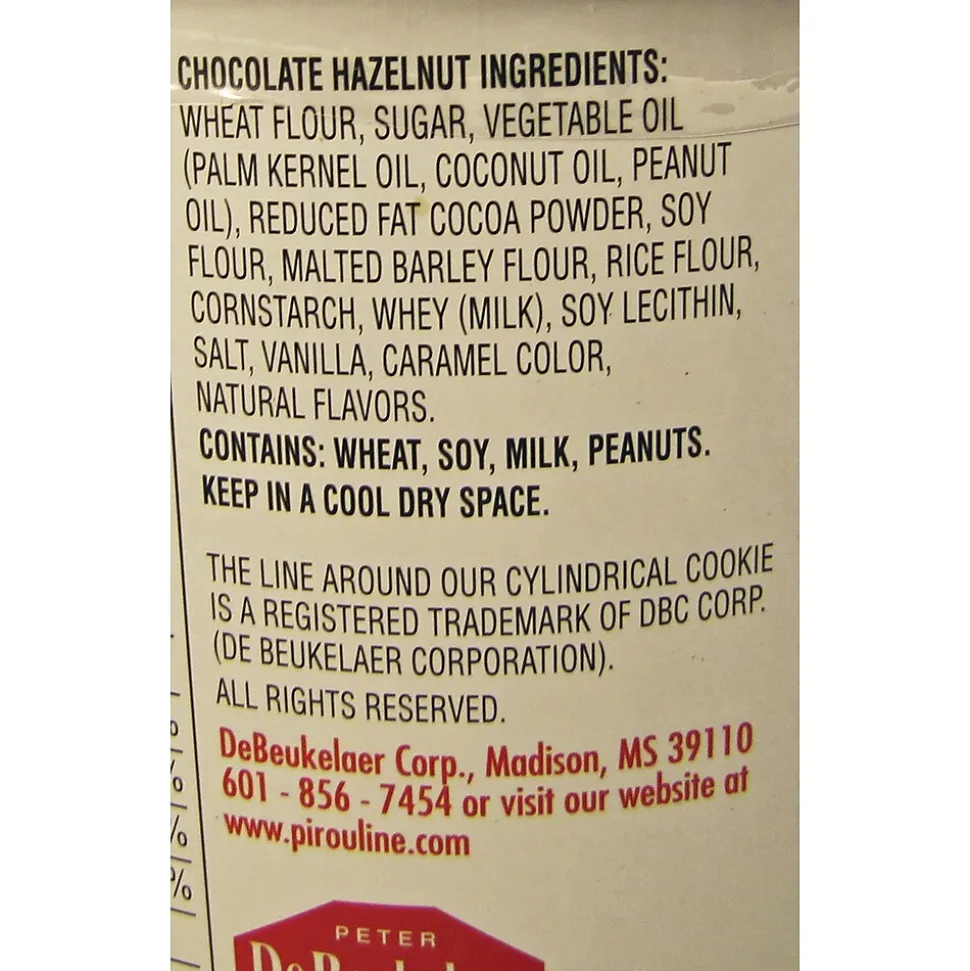 CHOCOLATE HAZELNUT INGREDIENTS:
WHEAT FLOUR, SUGAR, VEGETABLE OIL
(PALM KERNEL OIL, COCONUT OIL, PEANUT
OIL), REDUCED FAT COCOA POWDER, SOY
FLOUR, MALTED BARLEY FLOUR, RICE FLOUR,
CORNSTARCH, WHEY (MILK), SOY LECITHIN,
SALT, VANILLA, CARAMEL COLOR,
NATURAL FLAVORS.
CONTAINS: WHEAT, SOY, MILK, PEANUTS.
KEEP IN A COOL DRY SPACE.
THE LINE AROUND OUR CYLINDRICAL COOKIE
IS A REGISTERED TRADEMARK OF DBC CORP.
(DE BEUKELAER CORPORATION).
ALL RIGHTS RESERVED.
DeBeukelaer Corp., Madison, MS 39110
601 - 856 - 7454 or visit our website at
www.pirouline.com
%
%
%
PETER